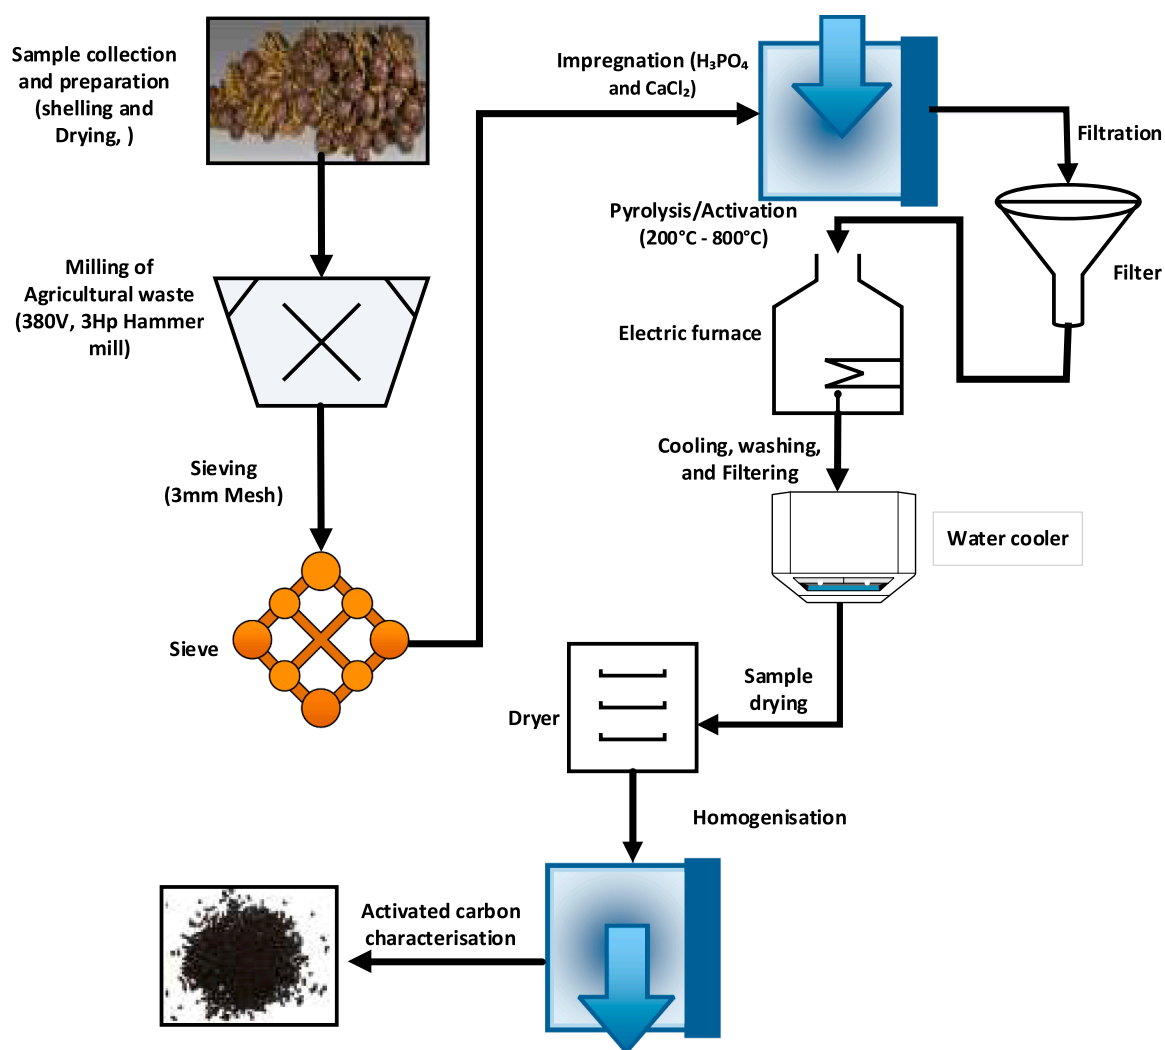 Sample collection
and preparation
(shelling and
Drying, )
Impregnation (H₃PO₄
and CaCl₂)
Filtration
Pyrolysis/Activation
(200°C - 800°C)
Filter
Milling of
Agricultural waste
(380V, 3Hp Hammer
mill)
Electric furnace
Cooling, washing,
and Filtering
Sieving
(3mm Mesh)
Water cooler
Sieve
Sample
drying
Dryer
Homogenisation
Activated carbon
characterisation